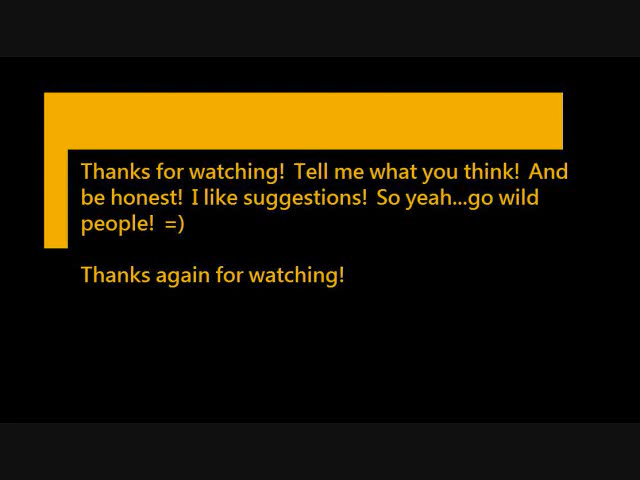 Thanks for watching!  Tell me what you think!  And
be honest!  I like suggestions!  So yeah...go wild
people!  =)
Thanks again for watching!